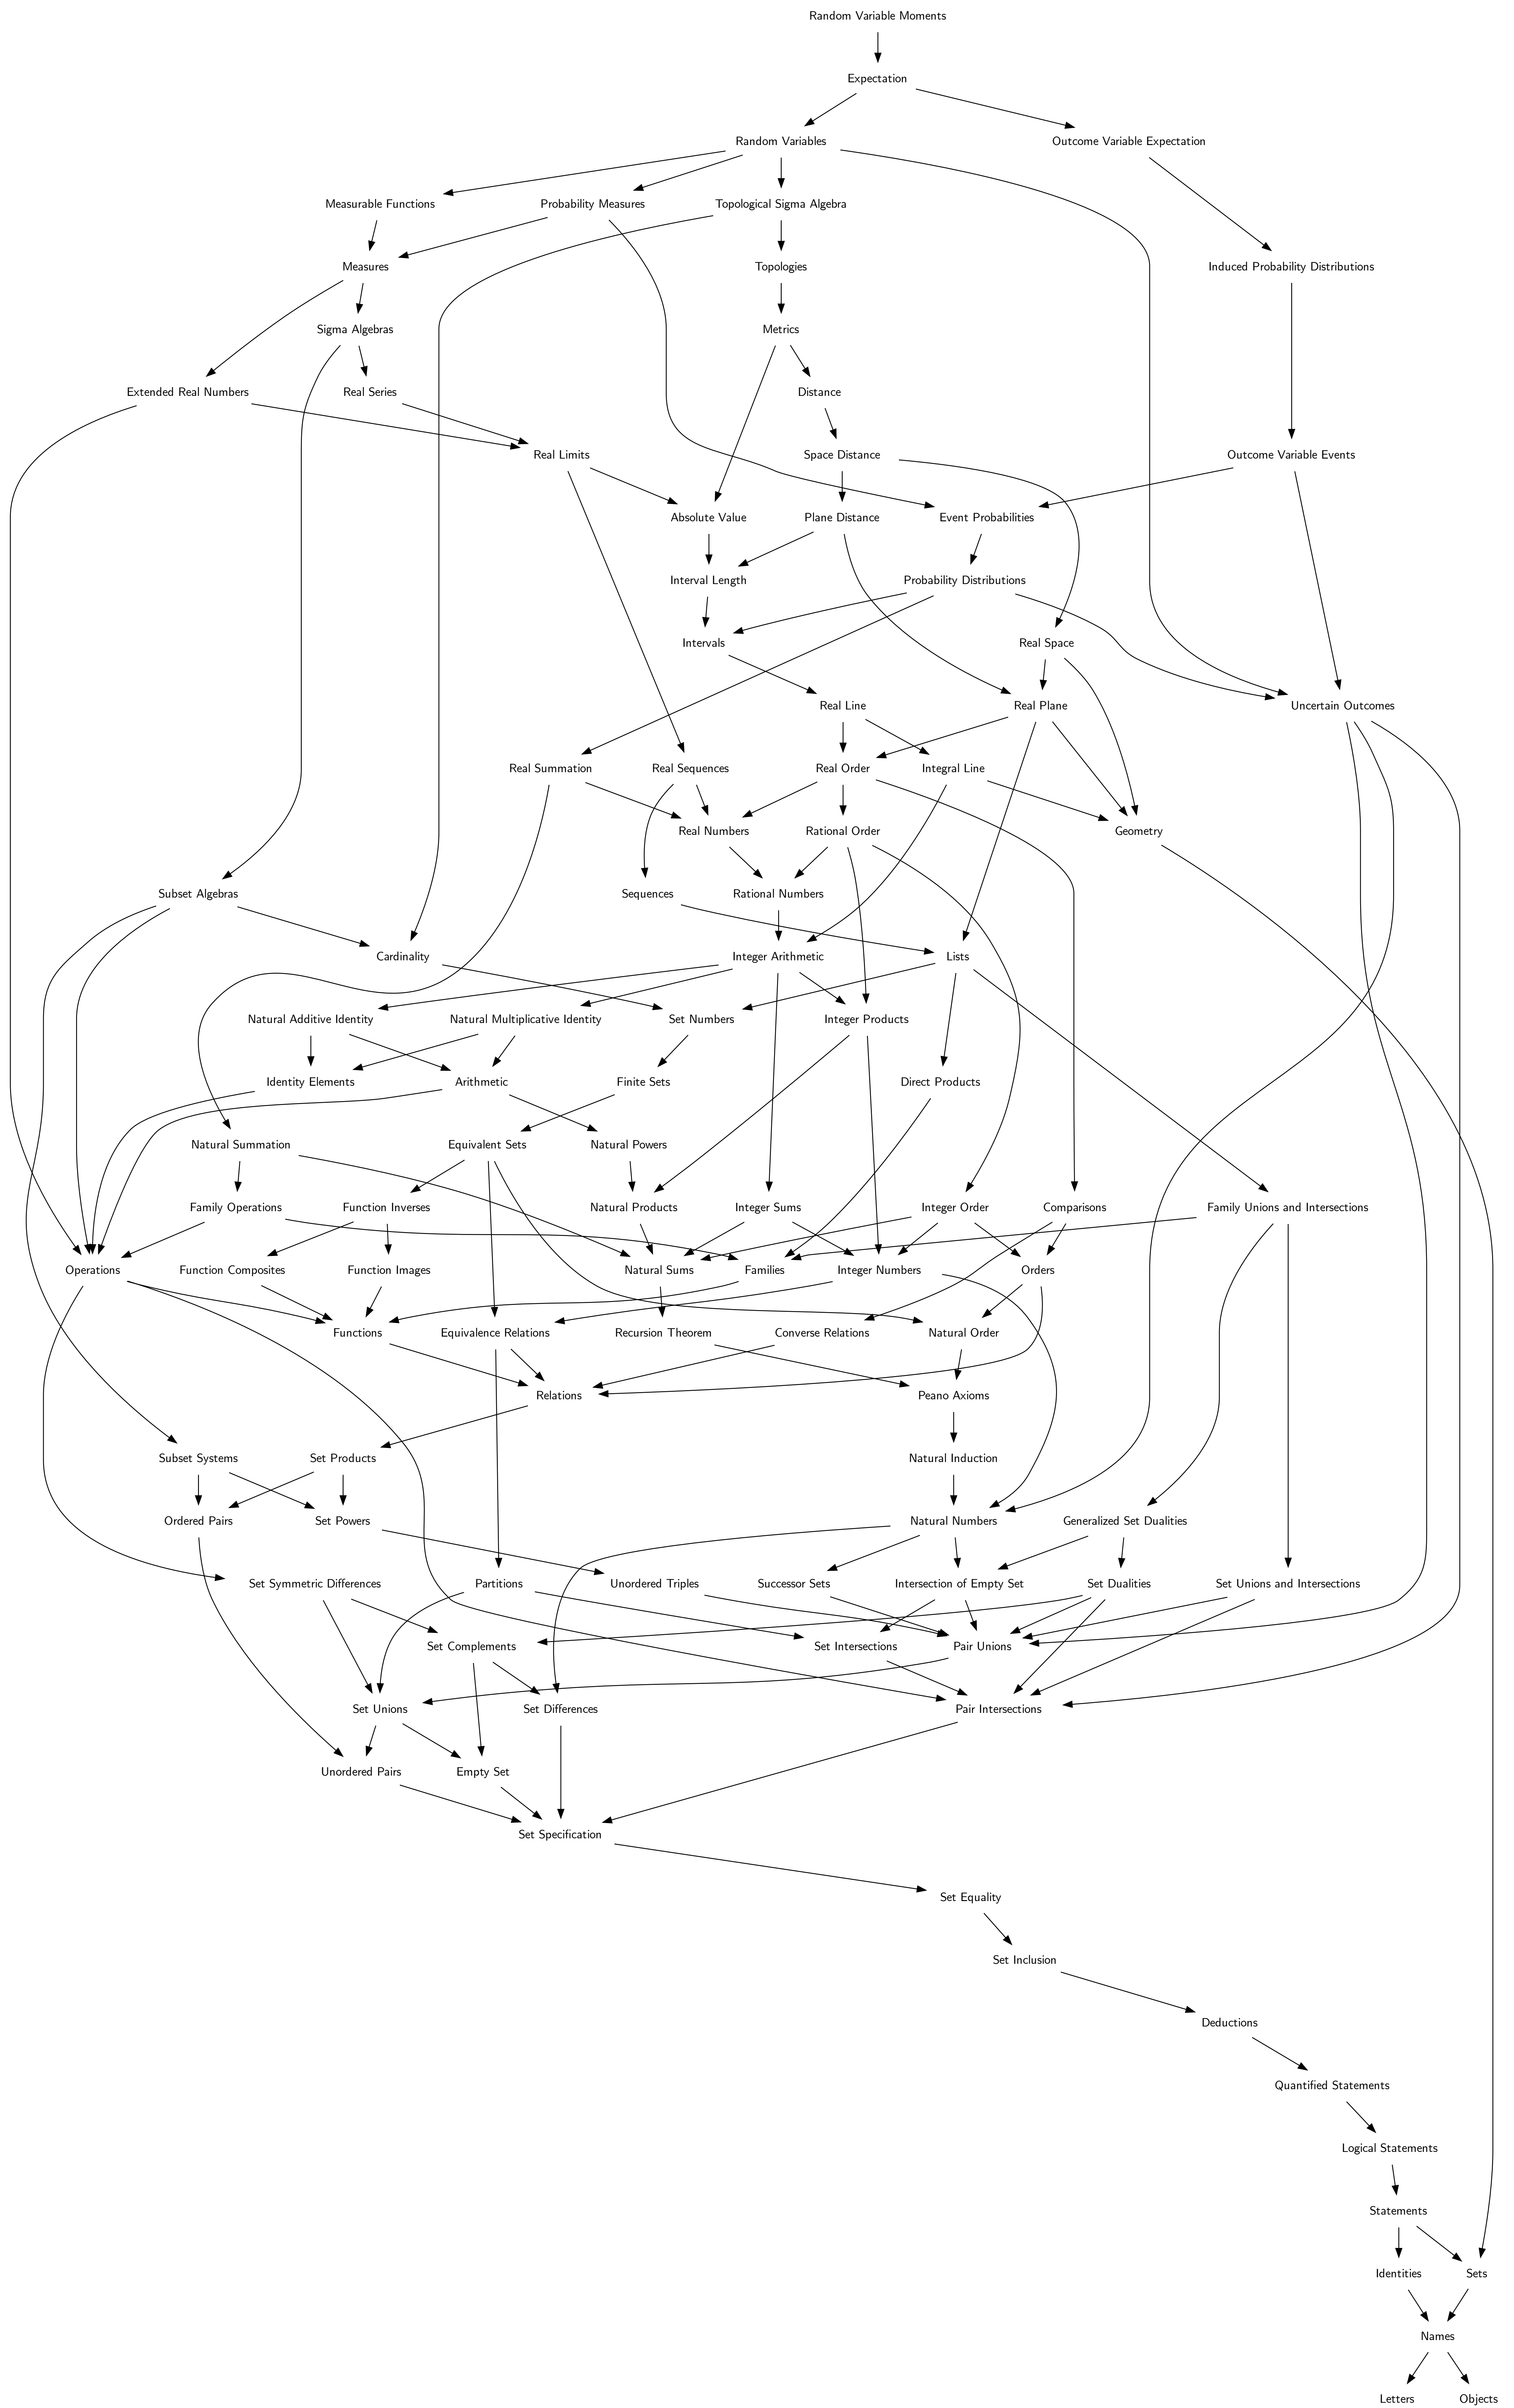 Random Variable Moments
Expectation
Random Variables
Outcome Variable Expectation
Measurable Functions
Probability Measures
Topological Sigma Algebra
Measures
Topologies
Induced Probability Distributions
Sigma Algebras
Metrics
Extended Real Numbers
Real Series
Distance
Real Limits
Space Distance
Outcome Variable Events
Absolute Value
Plane Distance
Event Probabilities
Interval Length
Probability Distributions
Intervals
Real Space
Real Line
Real Plane
Uncertain Outcomes
Real Summation
Real Sequences
Real Order
Integral Line
Real Numbers
Rational Order
Geometry
Subset Algebras
Sequences
Rational Numbers
Cardinality
Integer Arithmetic
Lists
Natural Additive Identity
Natural Multiplicative Identity
Set Numbers
Integer Products
Identity Elements
Arithmetic
Finite Sets
Direct Products
Natural Summation
Equivalent Sets
Natural Powers
Family Operations
Function Inverses
Natural Products
Integer Sums
Integer Order
Comparisons
Family Unions and Intersections
Operations
Function Composites
Function Images
Natural Sums
Families
Integer Numbers
Orders
Functions
Equivalence Relations
Recursion Theorem
Converse Relations
Natural Order
Relations
Peano Axioms
Subset Systems
Set Products
Natural Induction
Ordered Pairs
Set Powers
Natural Numbers
Generalized Set Dualities
Set Symmetric Differences
Partitions
Unordered Triples
Successor Sets
Intersection of Empty Set
Set Dualities
Set Unions and Intersections
Set Complements
Set Intersections
Pair Unions
Set Unions
Set Differences
Pair Intersections
Unordered Pairs
Empty Set
Set Specification
Set Equality
Set Inclusion
Deductions
Quantified Statements
Logical Statements
Statements
Identities
Sets
Names
Letters
Objects